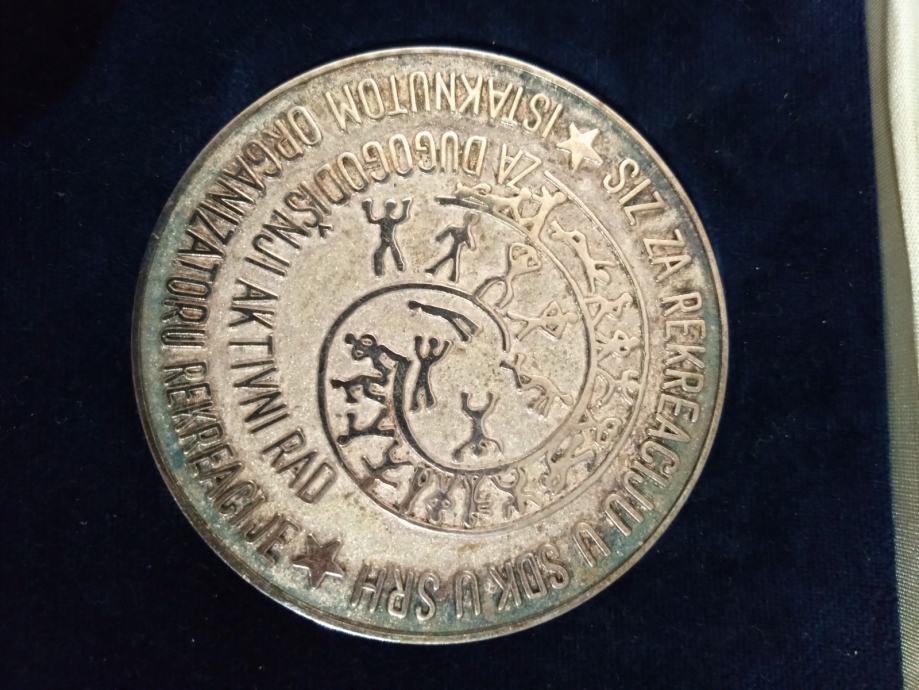 SIZ ZA REKREACIJU U SDK U SRH
ISTAKNUTOM ORGANIZATORU REKREACIJE
ZA DUGOGODIŠNJI AKTIVNI RAD